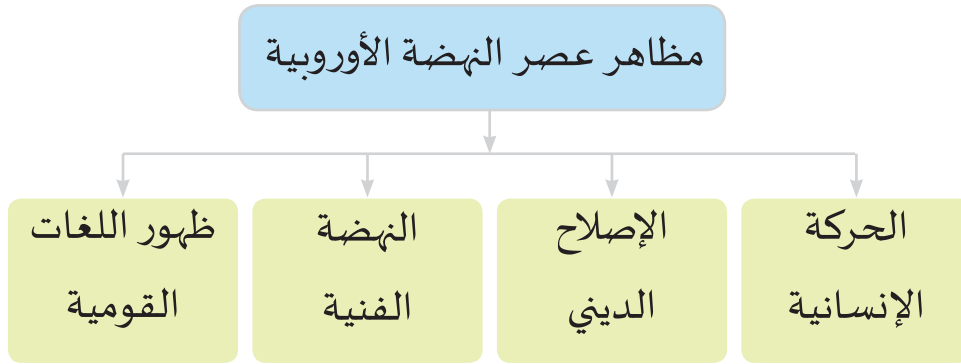 مظاهر عصر النهضة الأوروبية
الحركة
الإنسانية
الإصلاح
الديني
النهضة
الفنية
ظهور اللغات
القومية